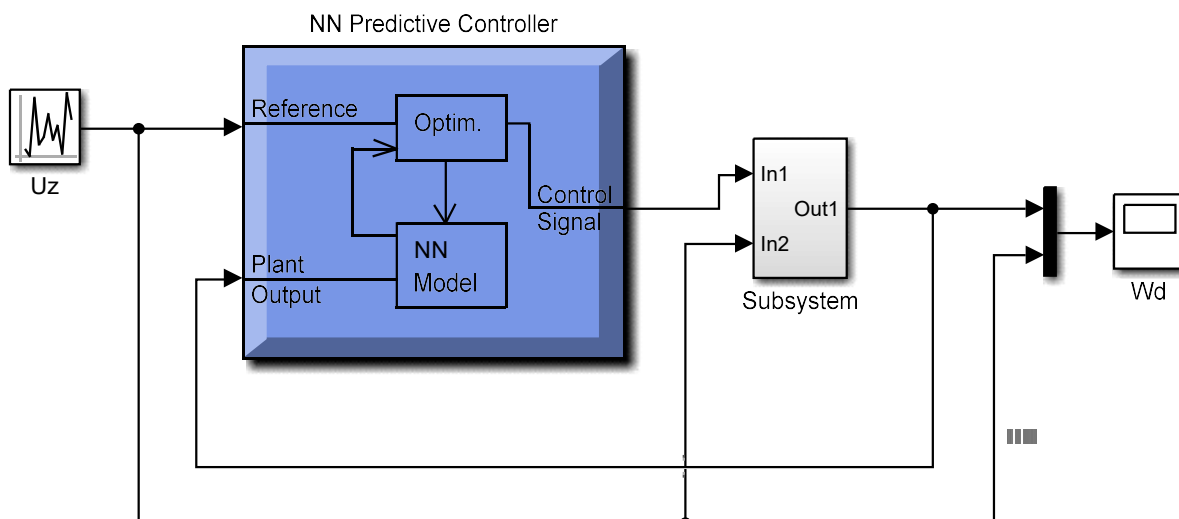 NN Predictive Controller
Reference
Optim.
Uz
Control
Signal
In1
Out1
In2
NN
Model
Plant
Output
Subsystem
Wd